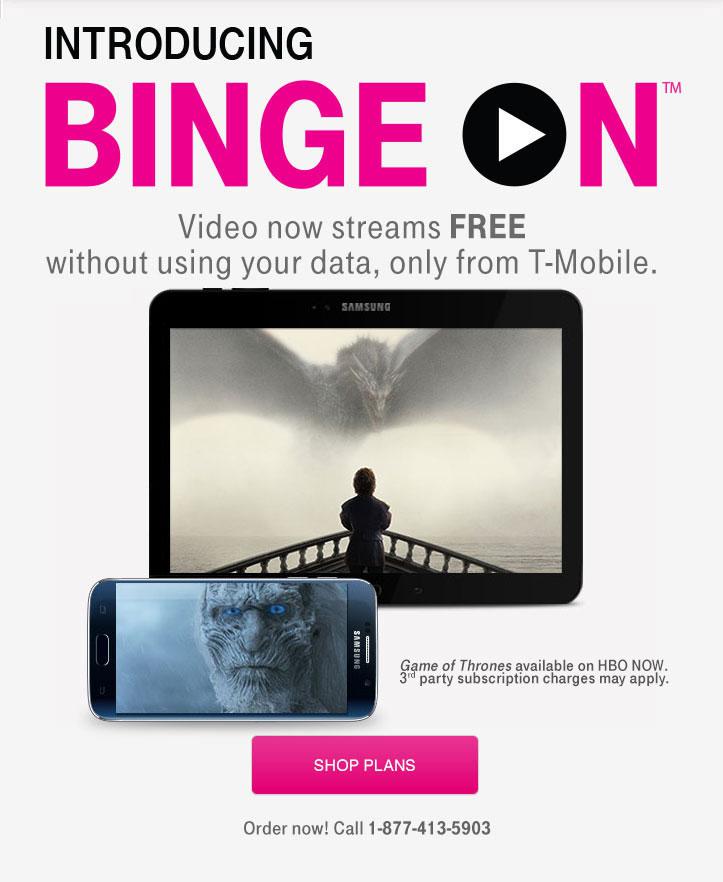 INTRODUCING
BINGE ON™
Video now streams FREE
without using your data, only from T-Mobile.
SAMSUNG
SAMSUNG
Game of Thrones available on HBO NOW.
3rd party subscription charges may apply.
SHOP PLANS
Order now! Call 1-877-413-5903